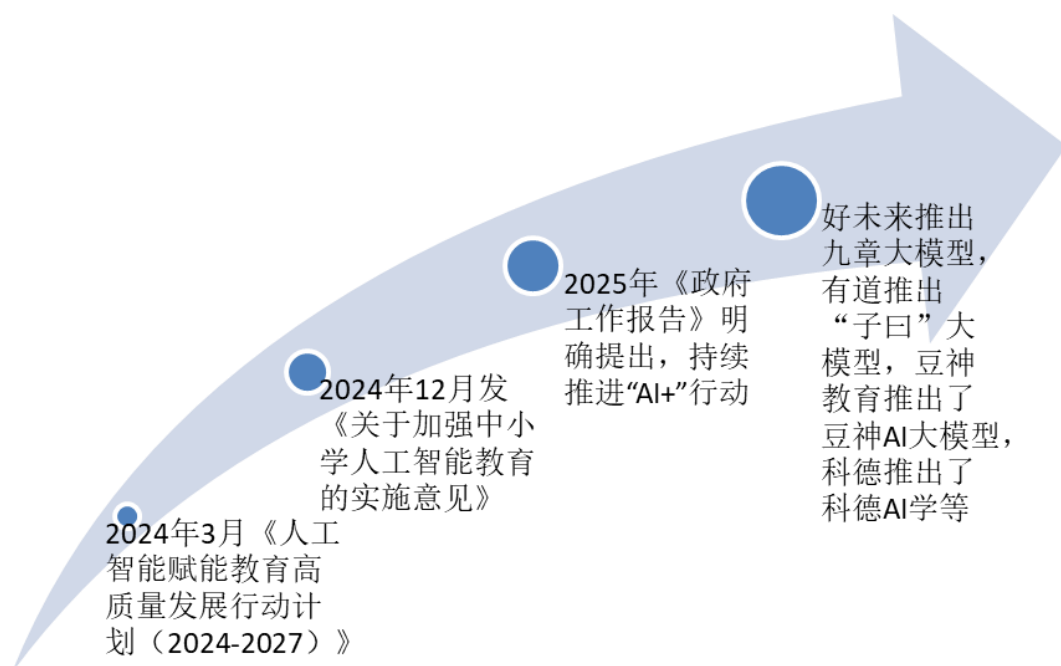 2024年3月《人工
智能赋能教育高
质量发展行动计
划（2024-2027）》
2024年12月发
《关于加强中小
学人工智能教育
的实施意见》
2025年《政府
工作报告》明
确提出，持续
推进“AI+”行动
好未来推出
九章大模型，
有道推出
“子曰”大
模型，豆神
教育推出了
豆神AI大模型，
科德推出了
科德AI学等